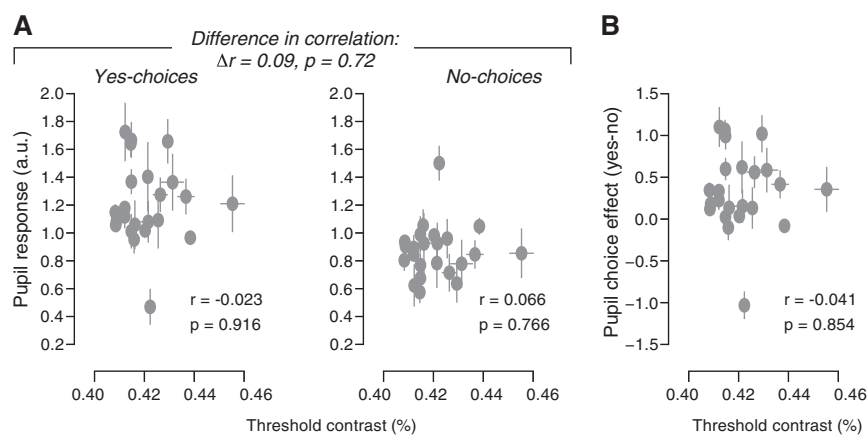 A
Difference in correlation:
Δr = 0.09, p = 0.72
Yes-choices
No-choices
Pupil response (a.u.)
2.0
1.8
1.6
1.4
1.2
1.0
0.8
0.6
0.4
0.2
r = -0.023
p = 0.916
0.40 0.42 0.44 0.46
2.0
1.8
1.6
1.4
1.2
1.0
0.8
0.6
0.4
0.2
r = 0.066
p = 0.766
0.40 0.42 0.44 0.46
Threshold contrast (%)
B
Pupil choice effect (yes-no)
1.5
1.0
0.5
0.0
−0.5
−1.0
−1.5
r = -0.041
p = 0.854
0.40 0.42 0.44 0.46
Threshold contrast (%)